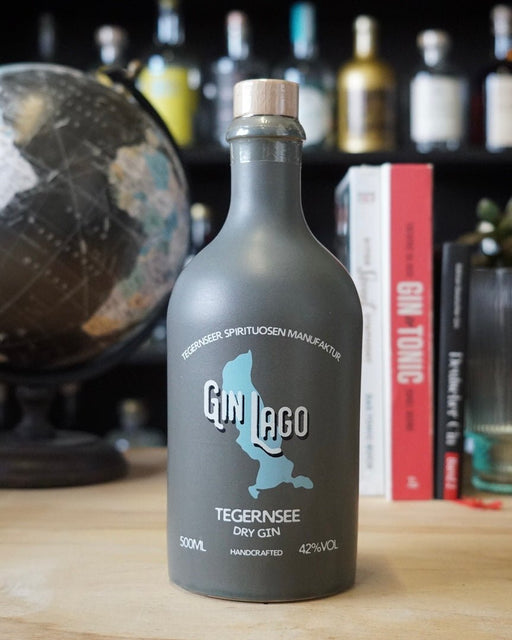 TEGERNSEER SPIRITUOSEN MANUFAKTUR
GIN LAGO
TEGERNSEE
DRY GIN
500ML
HANDCRAFTED
42%VOL
GIN & TONIC